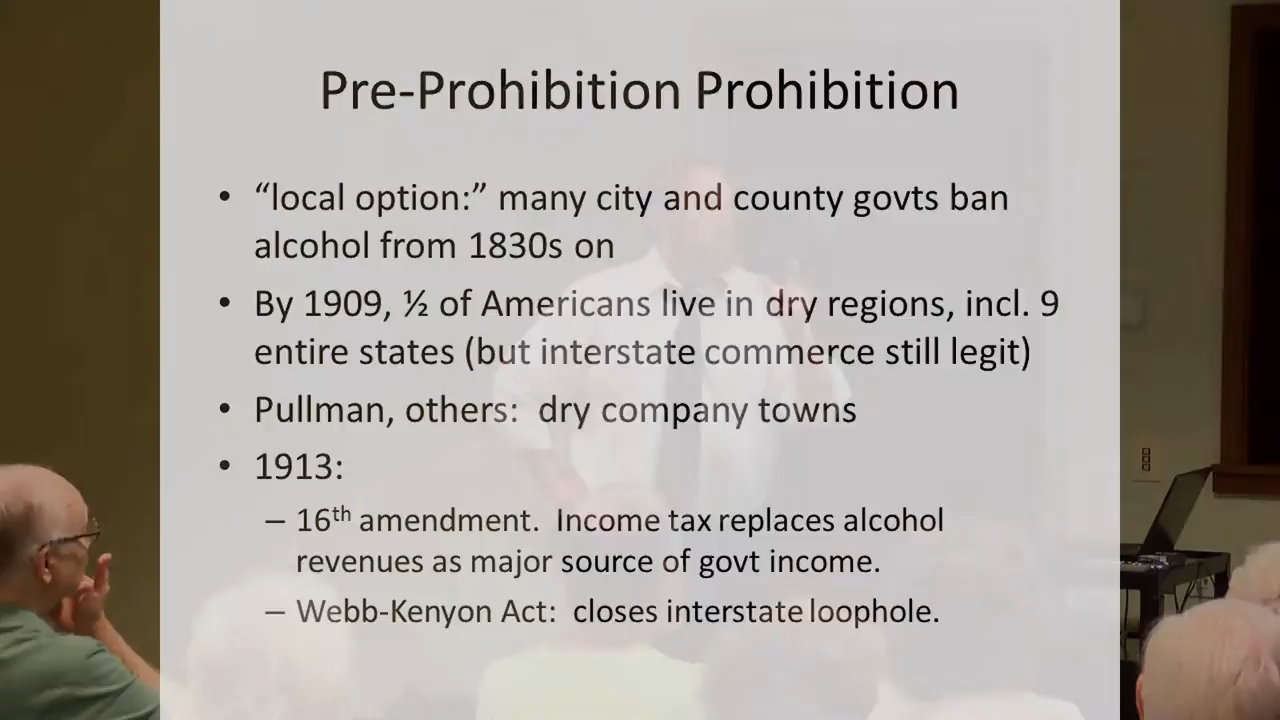 Pre-Prohibition Prohibition
• “local option:” many city and county govts ban
alcohol from 1830s on
• By 1909, ½ of Americans live in dry regions, incl. 9
entire states (but interstate commerce still legit)
• Pullman, others: dry company towns
• 1913:
– 16th amendment. Income tax replaces alcohol
revenues as major source of govt income.
– Webb-Kenyon Act: closes interstate loophole.